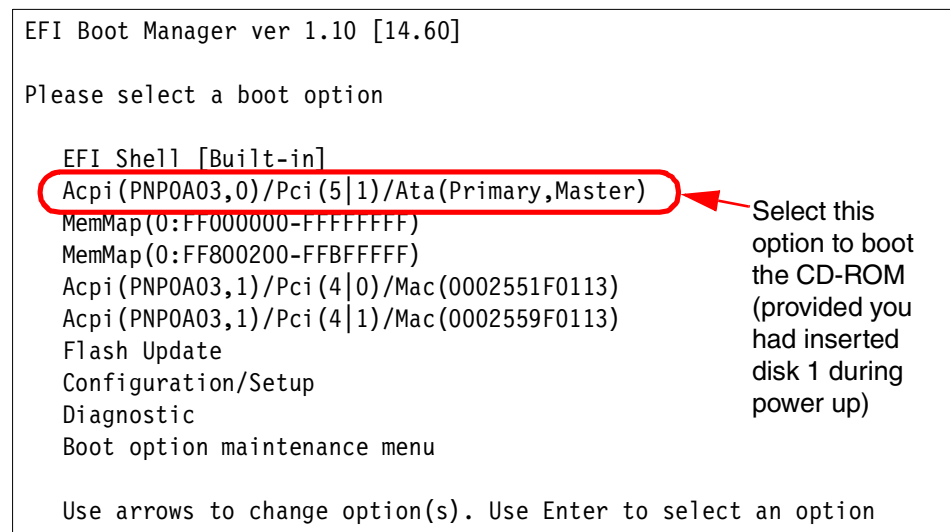 EFI Boot Manager ver 1.10 [14.60]
Please select a boot option
EFI Shell [Built-in]
Acpi(PNP0A03,0)/Pci(5|1)/Ata(Primary,Master)
MemMap(0:FF000000-FFFFFFFF)
MemMap(0:FF800200-FFBFFFFF)
Acpi(PNP0A03,1)/Pci(4|0)/Mac(0002551F0113)
Acpi(PNP0A03,1)/Pci(4|1)/Mac(0002559F0113)
Flash Update
Configuration/Setup
Diagnostic
Boot option maintenance menu
Use arrows to change option(s). Use Enter to select an option
Select this
option to boot
the CD-ROM
(provided you
had inserted
disk 1 during
power up)